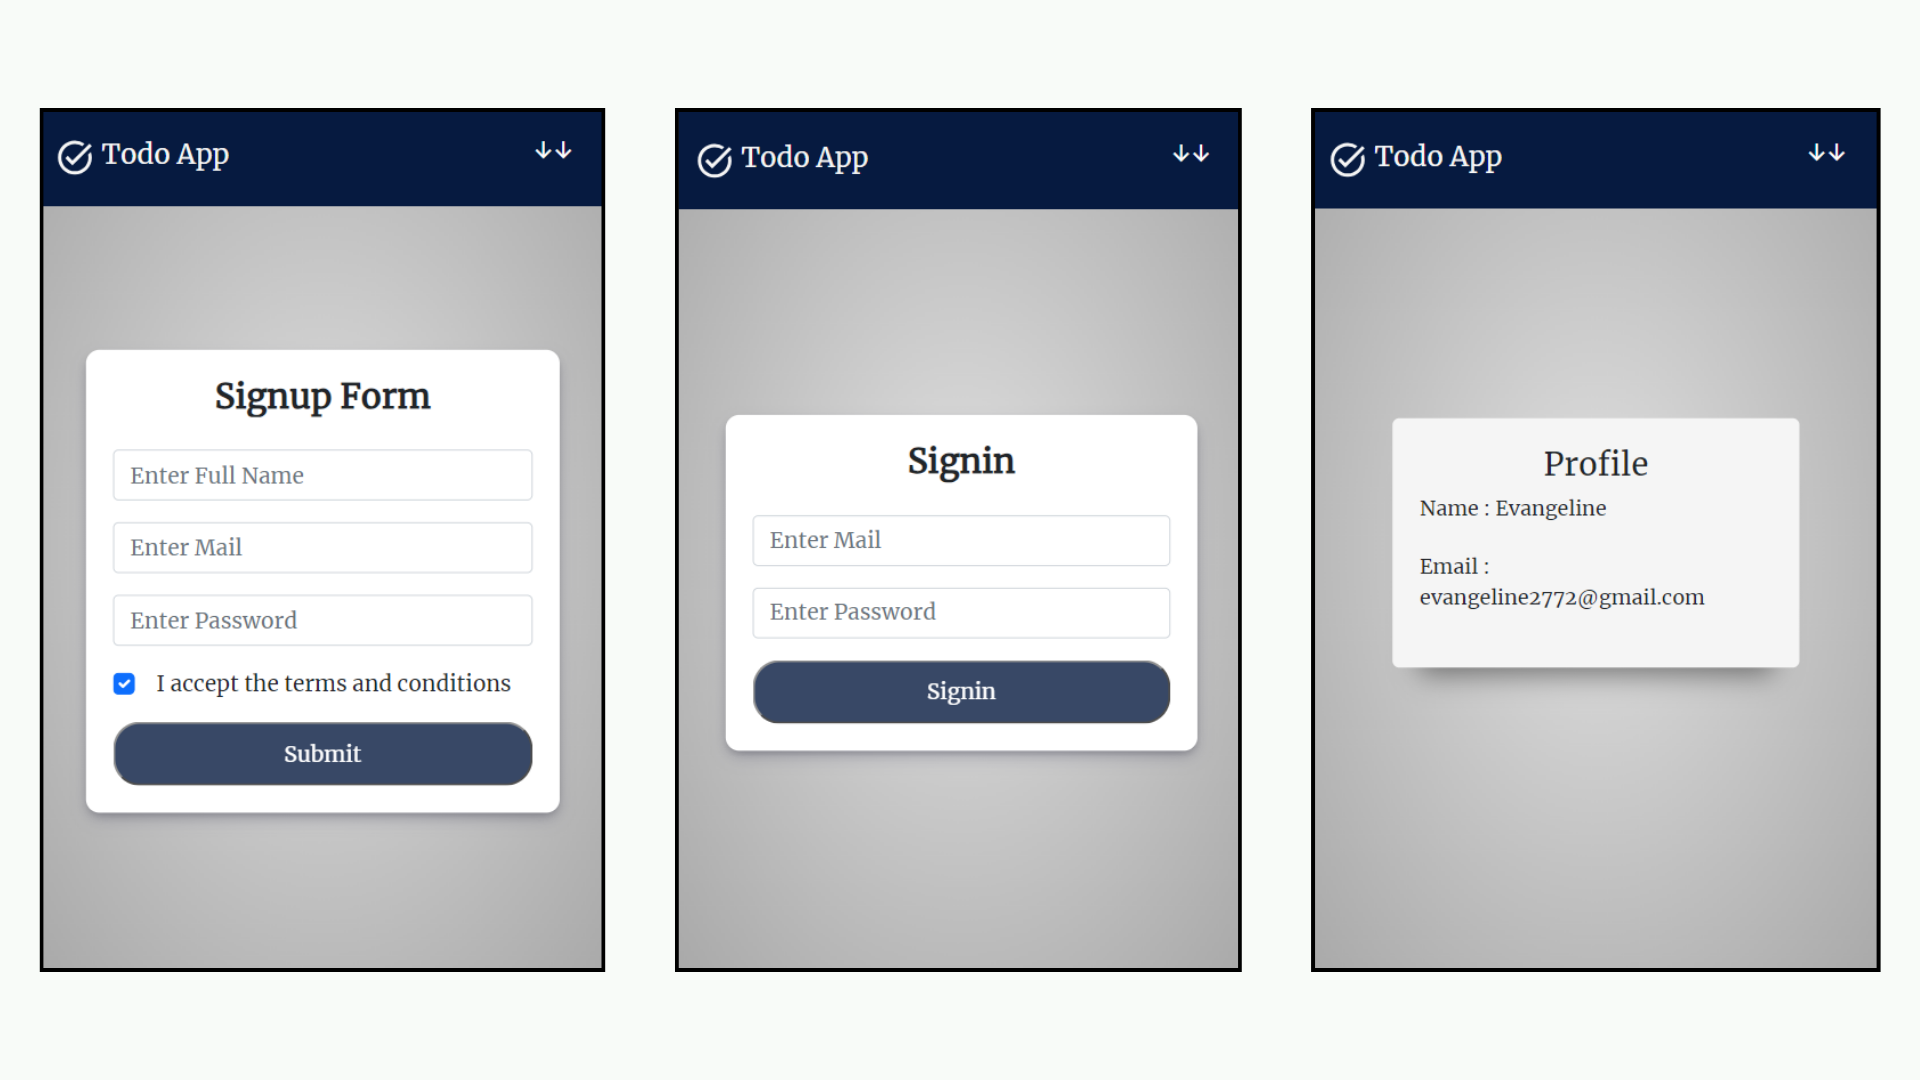 Todo App
Signup Form
Enter Full Name
Enter Mail
Enter Password
I accept the terms and conditions
Submit
Todo App
Signin
Enter Mail
Enter Password
Signin
Todo App
Profile
Name : Evangeline
Email :
evangeline2772@gmail.com